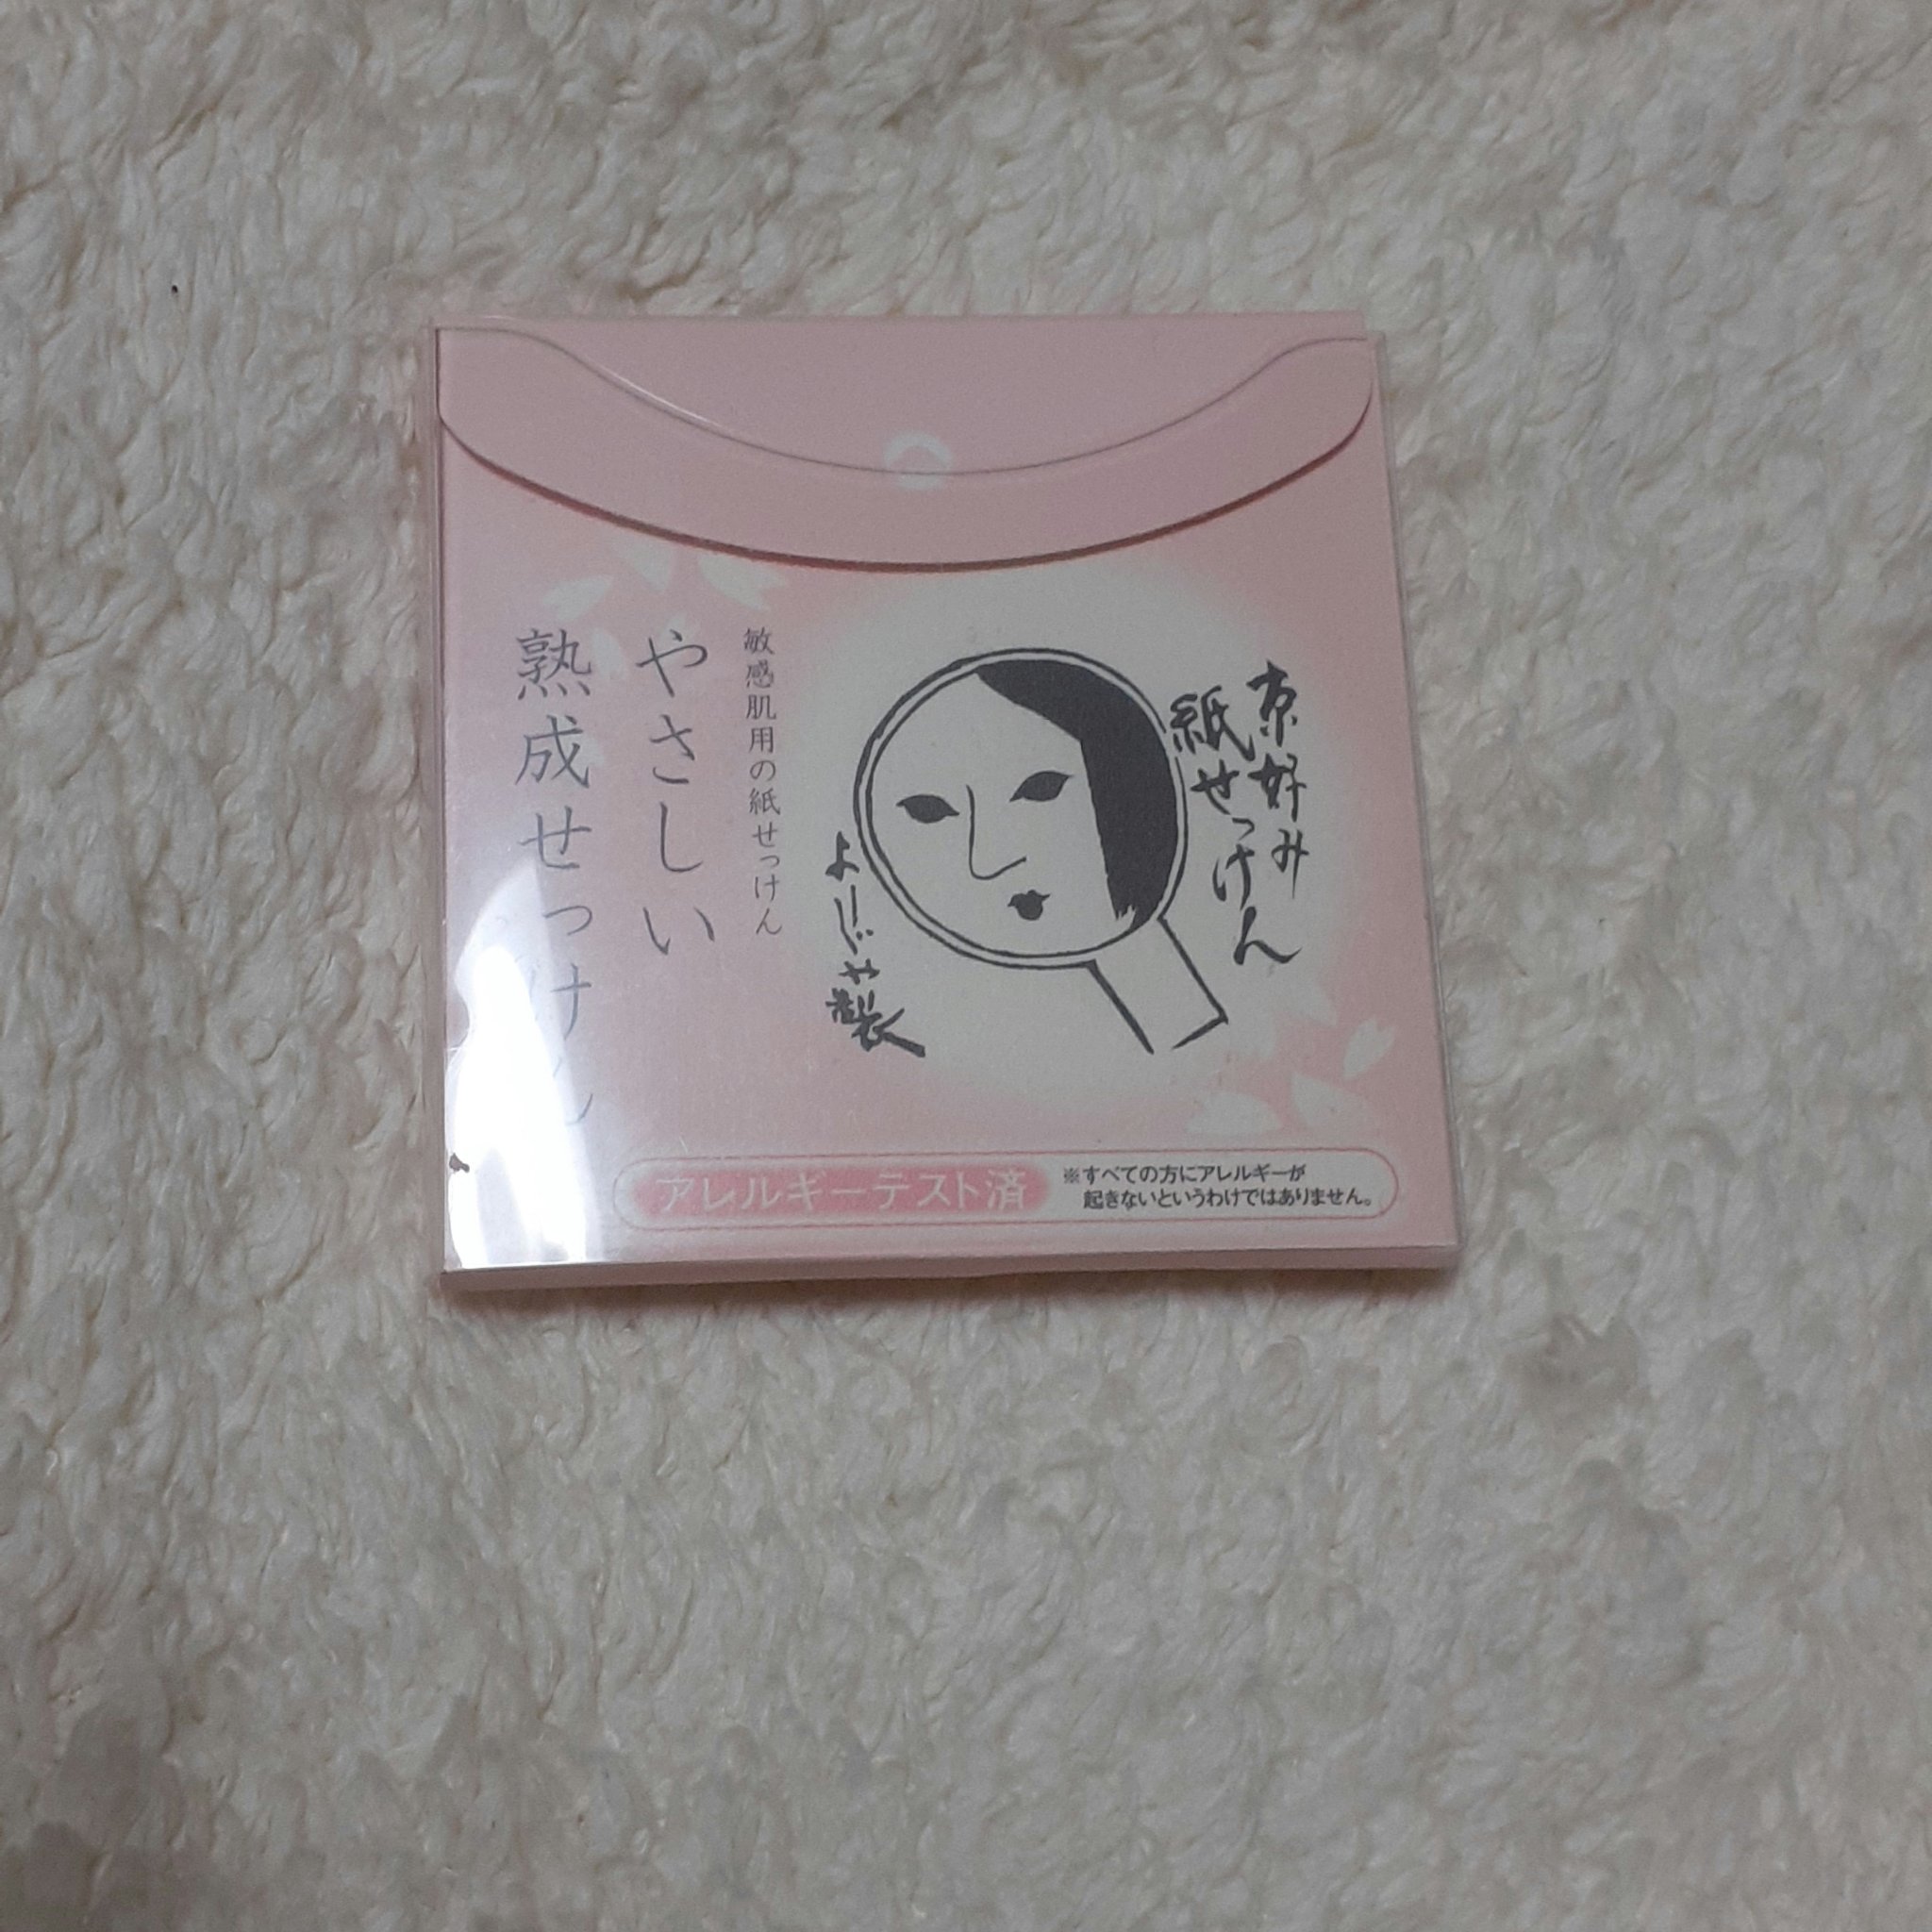 京好み
紙せっけん
よーじや製
敏感肌用の紙せっけん
やさしい
熟成せっけん
アレルギーテスト済
※すべての方にアレルギーが
起きないというわけではありません。